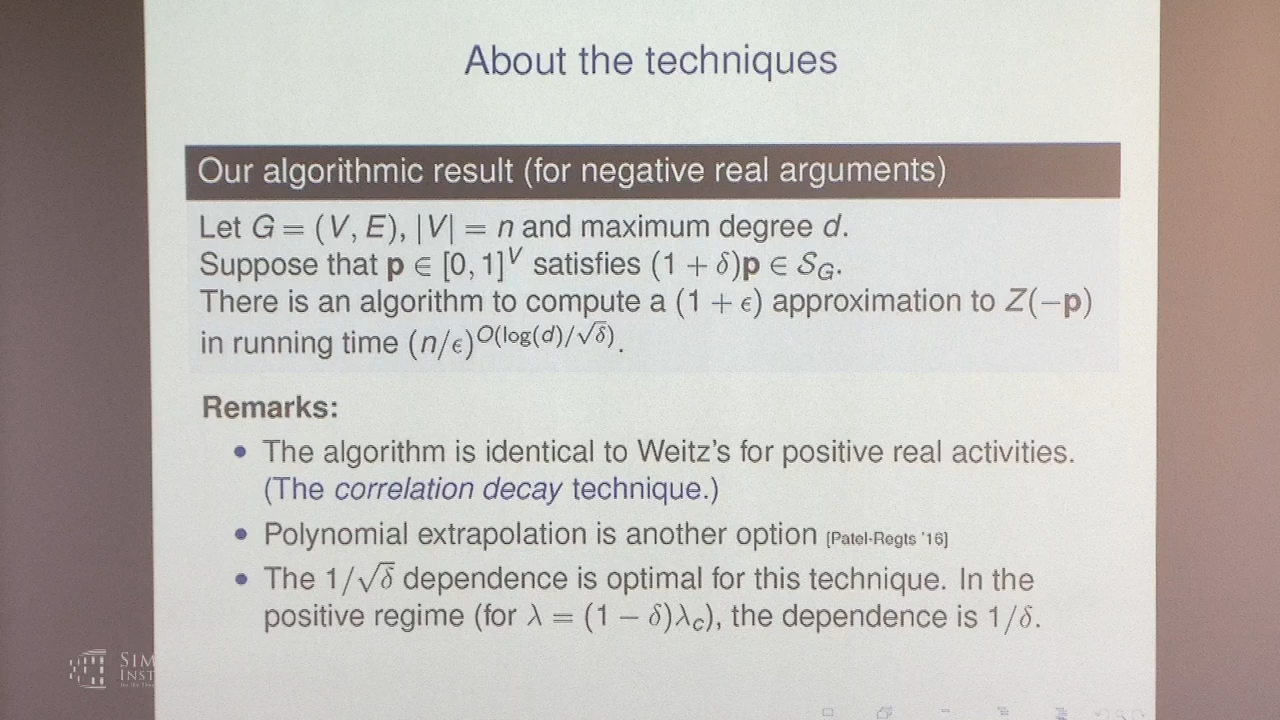 About the techniques
Our algorithmic result (for negative real arguments)
Let G = (V, E), |V| = n and maximum degree d.
Suppose that p ∈ [0, 1]^V satisfies (1 + δ)p ∈ S_G.
There is an algorithm to compute a (1 + ϵ) approximation to Z(−p)
in running time (n/ϵ)^{O(log(d)/√δ)}.
Remarks:
• The algorithm is identical to Weitz's for positive real activities.
(The correlation decay technique.)
• Polynomial extrapolation is another option [Patel-Regts '16]
• The 1/√δ dependence is optimal for this technique. In the
positive regime (for λ = (1 − δ)λ_c), the dependence is 1/δ.
SIM
INST